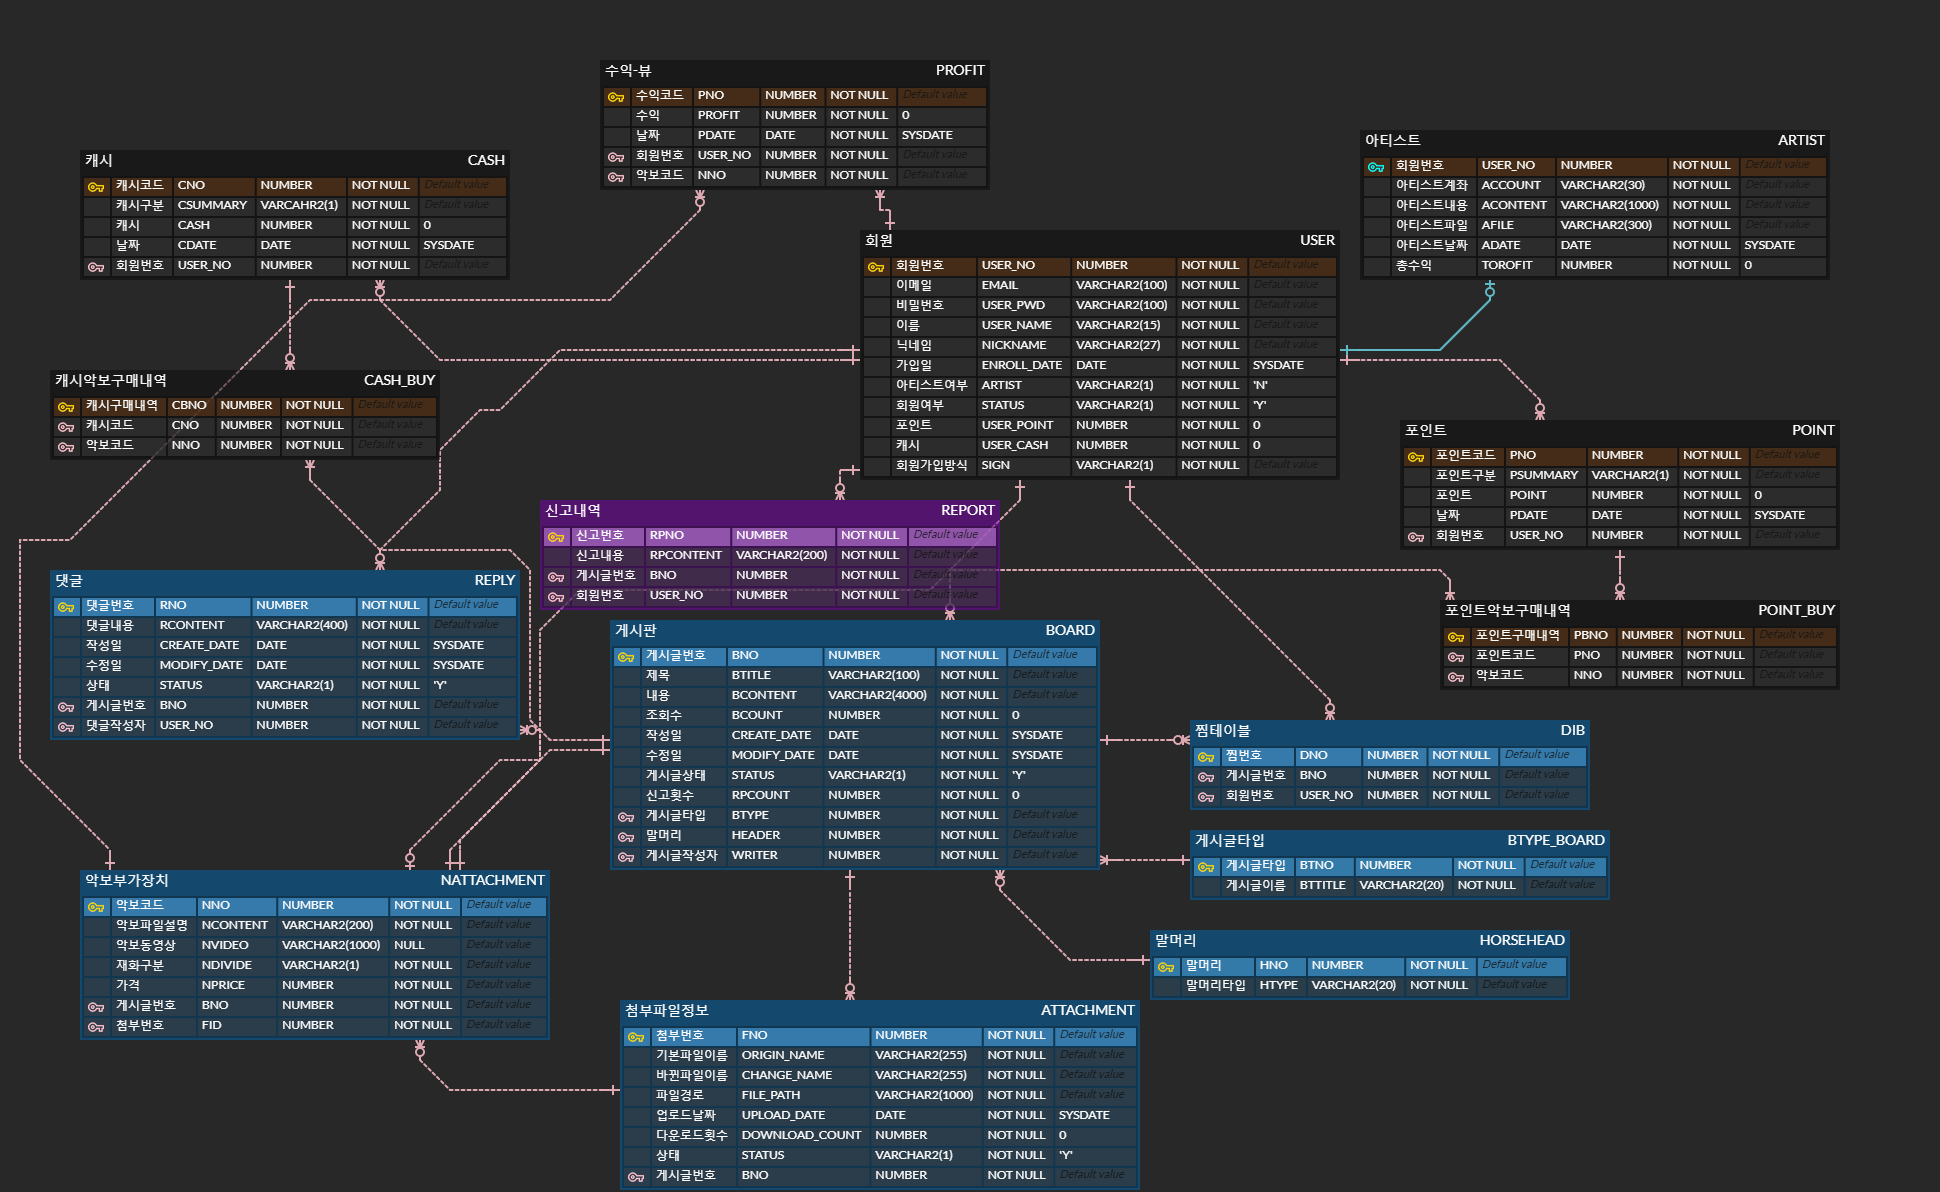 수익-뷰 PROFIT
수익코드 PNO NUMBER NOT NULL Default value
수익 PROFIT NUMBER NOT NULL 0
날짜 PDATE DATE NOT NULL SYSDATE
회원번호 USER_NO NUMBER NOT NULL Default value
악보코드 NNO NUMBER NOT NULL Default value
아티스트 ARTIST
회원번호 USER_NO NUMBER NOT NULL Default value
아티스트계좌 ACCOUNT VARCHAR2(30) NOT NULL Default value
아티스트내용 ACONTENT VARCHAR2(1000) NOT NULL Default value
아티스트파일 AFILE VARCHAR2(300) NOT NULL Default value
아티스트날짜 ADATE DATE NOT NULL SYSDATE
총수익 TOROFIT NUMBER NOT NULL 0
캐시 CASH
캐시코드 CNO NUMBER NOT NULL Default value
캐시구분 CSUMMARY VARCAHR2(1) NOT NULL Default value
캐시 CASH NUMBER NOT NULL 0
날짜 CDATE DATE NOT NULL SYSDATE
회원번호 USER_NO NUMBER NOT NULL Default value
회원 USER
회원번호 USER_NO NUMBER NOT NULL Default value
이메일 EMAIL VARCHAR2(100) NOT NULL Default value
비밀번호 USER_PWD VARCHAR2(100) NOT NULL Default value
이름 USER_NAME VARCHAR2(15) NOT NULL Default value
닉네임 NICKNAME VARCHAR2(27) NOT NULL Default value
가입일 ENROLL_DATE DATE NOT NULL SYSDATE
아티스트여부 ARTIST VARCHAR2(1) NOT NULL 'N'
회원여부 STATUS VARCHAR2(1) NOT NULL 'Y'
포인트 USER_POINT NUMBER NOT NULL 0
캐시 USER_CASH NUMBER NOT NULL 0
회원가입방식 SIGN VARCHAR2(1) NOT NULL Default value
캐시악보구매내역 CASH_BUY
캐시구매내역 CBNO NUMBER NOT NULL Default value
캐시코드 CNO NUMBER NOT NULL Default value
악보코드 NNO NUMBER NOT NULL Default value
포인트 POINT
포인트코드 PNO NUMBER NOT NULL Default value
포인트구분 PSUMMARY VARCHAR2(1) NOT NULL Default value
포인트 POINT NUMBER NOT NULL 0
날짜 PDATE DATE NOT NULL SYSDATE
회원번호 USER_NO NUMBER NOT NULL Default value
신고내역 REPORT
신고번호 RPNO NUMBER NOT NULL Default value
신고내용 RPCONTENT VARCHAR2(200) NOT NULL Default value
게시글번호 BNO NUMBER NOT NULL Default value
회원번호 USER_NO NUMBER NOT NULL Default value
댓글 REPLY
댓글번호 RNO NUMBER NOT NULL Default value
댓글내용 RCONTENT VARCHAR2(400) NOT NULL Default value
작성일 CREATE_DATE DATE NOT NULL SYSDATE
수정일 MODIFY_DATE DATE NOT NULL SYSDATE
상태 STATUS VARCHAR2(1) NOT NULL 'Y'
게시글번호 BNO NUMBER NOT NULL Default value
댓글작성자 USER_NO NUMBER NOT NULL Default value
포인트악보구매내역 POINT_BUY
포인트구매내역 PBNO NUMBER NOT NULL Default value
포인트코드 PNO NUMBER NOT NULL Default value
악보코드 NNO NUMBER NOT NULL Default value
게시판 BOARD
게시글번호 BNO NUMBER NOT NULL Default value
제목 BTITLE VARCHAR2(100) NOT NULL Default value
내용 BCONTENT VARCHAR2(4000) NOT NULL Default value
조회수 BCOUNT NUMBER NOT NULL 0
작성일 CREATE_DATE DATE NOT NULL SYSDATE
수정일 MODIFY_DATE DATE NOT NULL SYSDATE
게시글상태 STATUS VARCHAR2(1) NOT NULL 'Y'
신고횟수 RPCOUNT NUMBER NOT NULL 0
게시글타입 BTYPE NUMBER NOT NULL Default value
말머리 HEADER NUMBER NOT NULL Default value
게시글작성자 WRITER NUMBER NOT NULL Default value
찜테이블 DIB
찜번호 DNO NUMBER NOT NULL Default value
게시글번호 BNO NUMBER NOT NULL Default value
회원번호 USER_NO NUMBER NOT NULL Default value
게시글타입 BTYPE_BOARD
게시글타입 BTNO NUMBER NOT NULL Default value
게시글이름 BTTITLE VARCHAR2(20) NOT NULL Default value
악보부가장치 NATTACHMENT
악보코드 NNO NUMBER NOT NULL Default value
악보파일설명 NCONTENT VARCHAR2(200) NOT NULL Default value
악보동영상 NVIDEO VARCHAR2(1000) NULL Default value
재화구분 NDIVIDE VARCHAR2(1) NOT NULL Default value
가격 NPRICE NUMBER NOT NULL Default value
게시글번호 BNO NUMBER NOT NULL Default value
첨부번호 FID NUMBER NOT NULL Default value
말머리 HORSEHEAD
말머리 HNO NUMBER NOT NULL Default value
말머리타입 HTYPE VARCHAR2(20) NOT NULL Default value
첨부파일정보 ATTACHMENT
첨부번호 FNO NUMBER NOT NULL Default value
기본파일이름 ORIGIN_NAME VARCHAR2(255) NOT NULL Default value
바뀐파일이름 CHANGE_NAME VARCHAR2(255) NOT NULL Default value
파일경로 FILE_PATH VARCHAR2(1000) NOT NULL Default value
업로드날짜 UPLOAD_DATE DATE NOT NULL SYSDATE
다운로드횟수 DOWNLOAD_COUNT NUMBER NOT NULL 0
상태 STATUS VARCHAR2(1) NOT NULL 'Y'
게시글번호 BNO NUMBER NOT NULL Default value